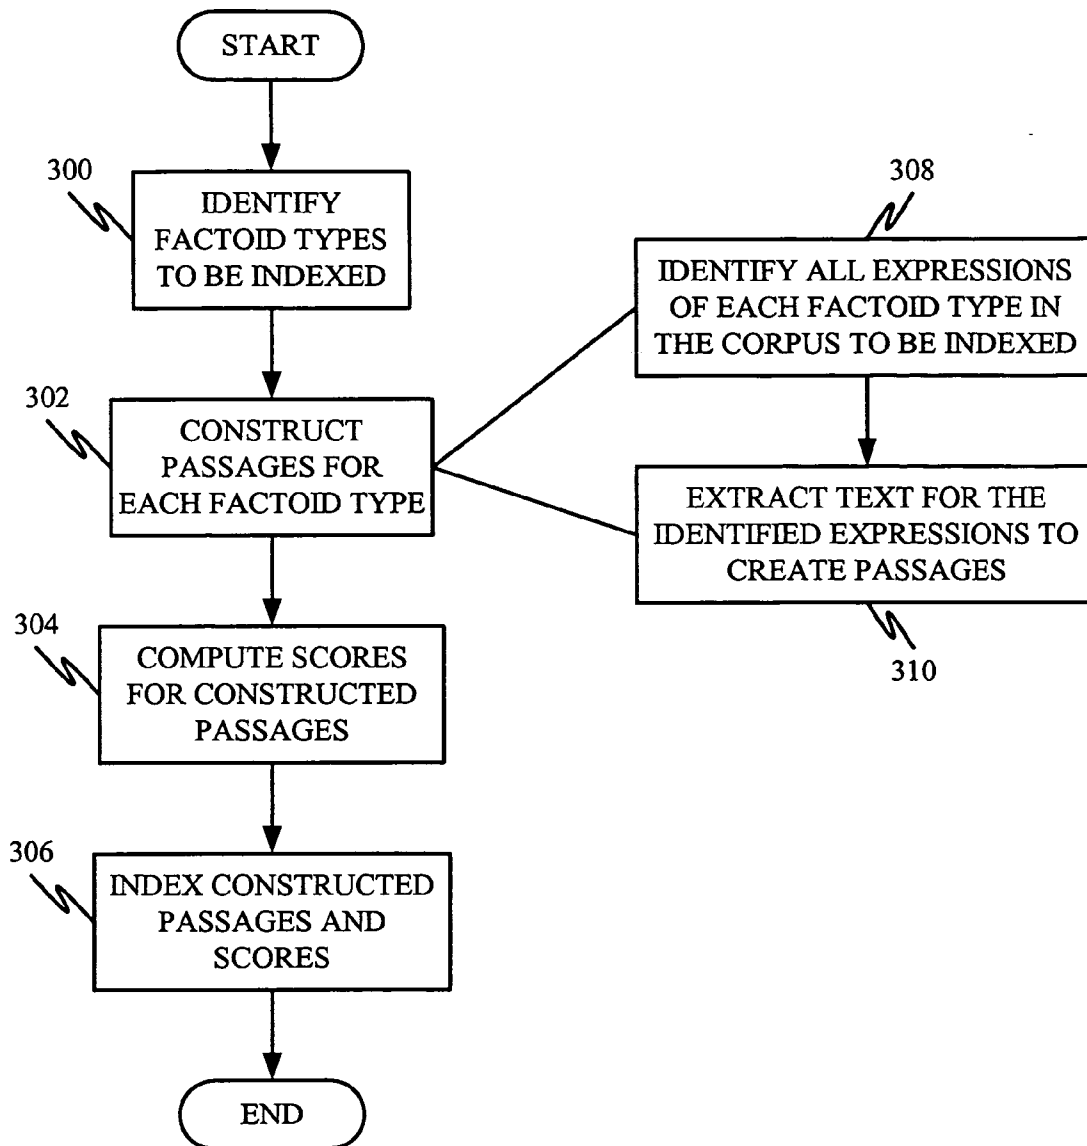 START
300
IDENTIFY
FACTOID TYPES
TO BE INDEXED
302
CONSTRUCT
PASSAGES FOR
EACH FACTOID TYPE
308
IDENTIFY ALL EXPRESSIONS
OF EACH FACTOID TYPE IN
THE CORPUS TO BE INDEXED
EXTRACT TEXT FOR THE
IDENTIFIED EXPRESSIONS TO
CREATE PASSAGES
310
304
COMPUTE SCORES
FOR CONSTRUCTED
PASSAGES
306
INDEX CONSTRUCTED
PASSAGES AND
SCORES
END